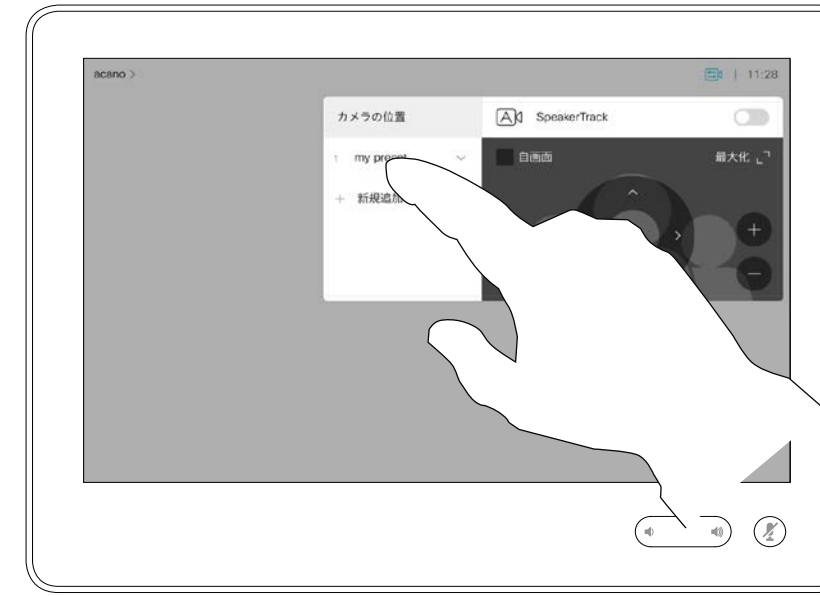 acano >
11:28
カメラの位置
SpeakerTrack
1 my preset
自画面
最大化
+ 新規追加